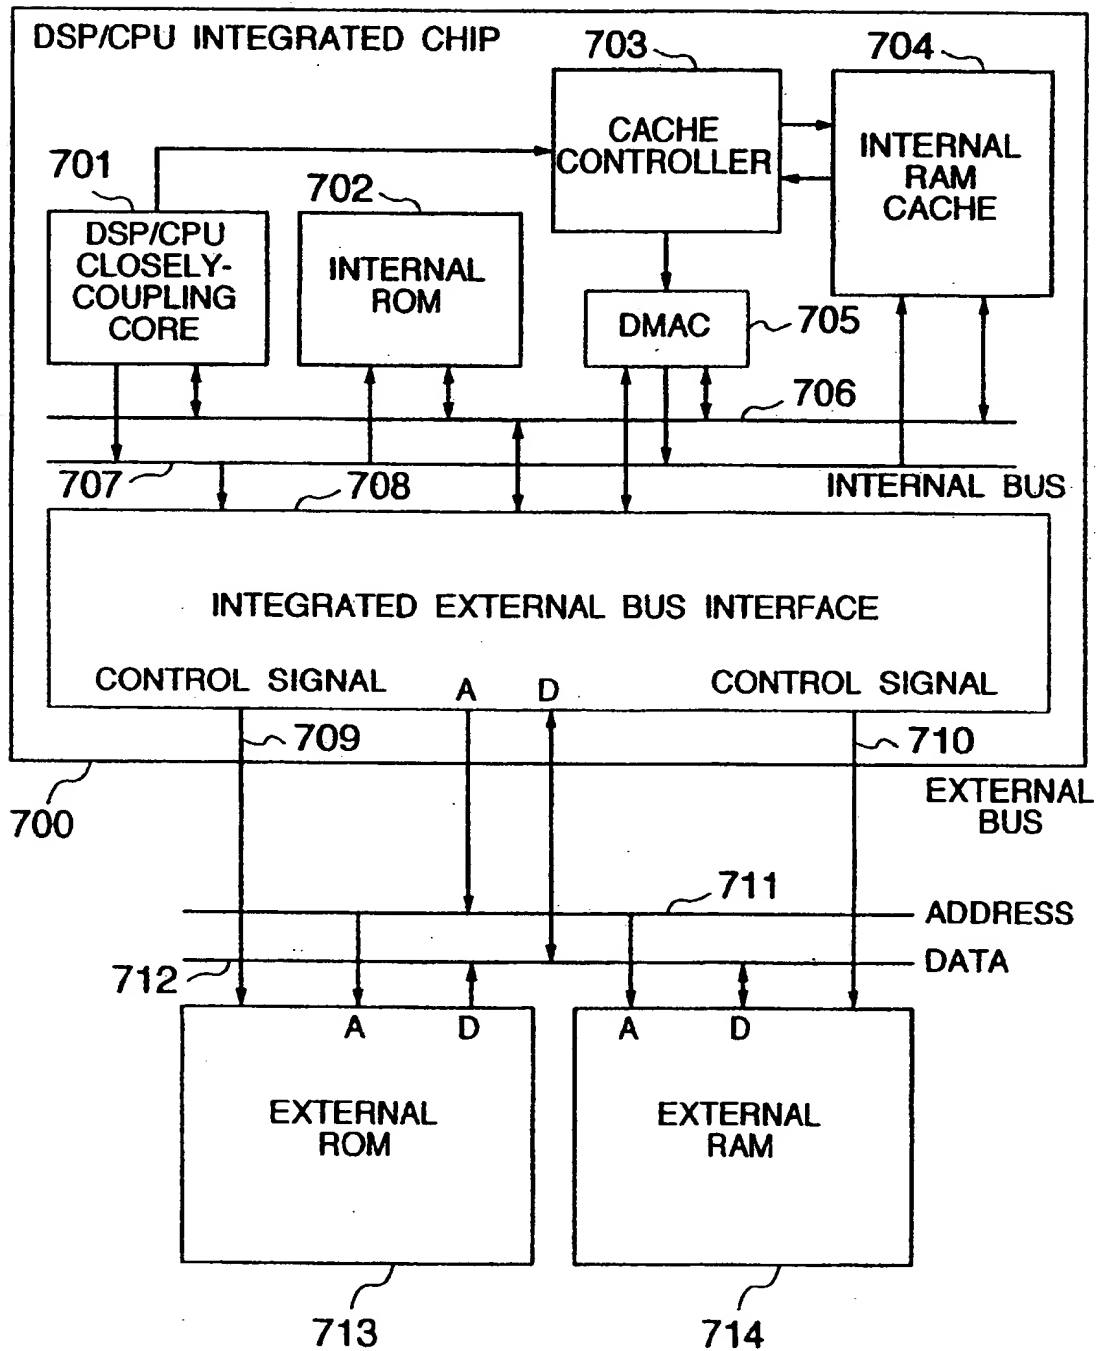 DSP/CPU INTEGRATED CHIP
703
704
CACHE
CONTROLLER
INTERNAL
RAM
CACHE
701
702
DSP/CPU
CLOSELY-
COUPLING
CORE
INTERNAL
ROM
DMAC
705
706
707
708
INTERNAL BUS
INTEGRATED EXTERNAL BUS INTERFACE
CONTROL SIGNAL
A
D
CONTROL SIGNAL
709
710
700
EXTERNAL
BUS
711
ADDRESS
712
DATA
A
D
A
D
EXTERNAL
ROM
EXTERNAL
RAM
713
714